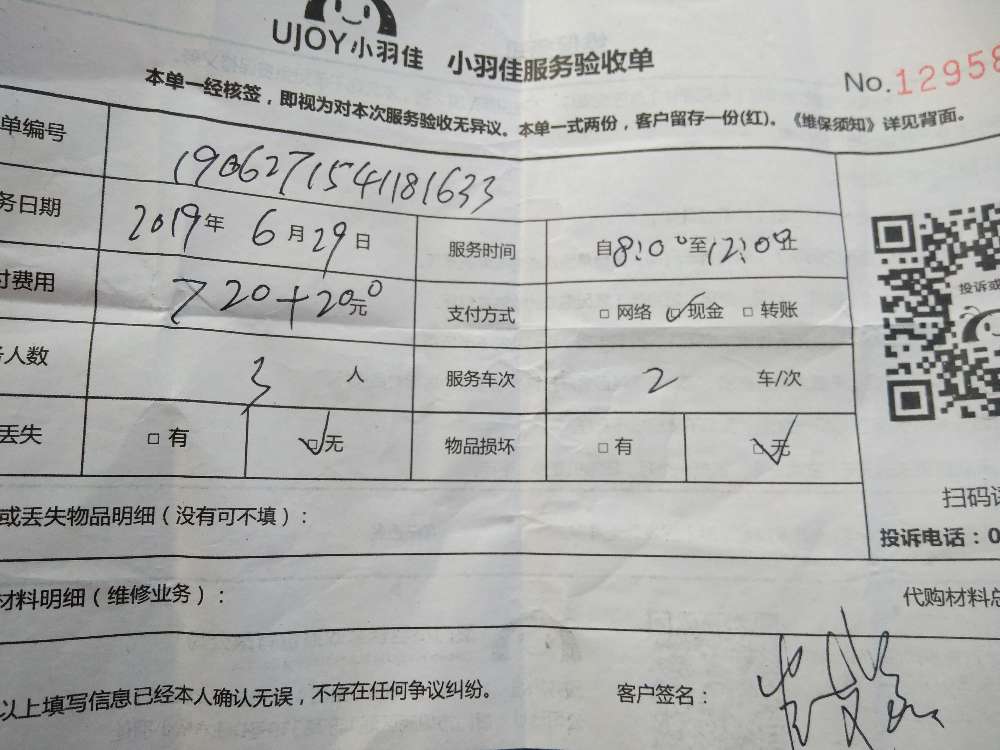 UJOY小羽佳 小羽佳服务验收单
No.12958
本单一经核签，即视为对本次服务验收无异议。本单一式两份，客户留存一份(红)。《维保须知》详见背面。
单编号 1906271541181633
务日期 2019年 6月29日 服务时间 自8:00至12:00止
付费用 720+200元 支付方式 □ 网络 □ 现金 □ 转账
人数 3 人 服务车次 2 车/次
丢失 □ 有 □ 无 物品损坏 □ 有 □ 无
投诉或
扫码
投诉电话：0
或丢失物品明细（没有可不填）：
材料明细（维修业务）： 代购材料总
以上填写信息已经本人确认无误，不存在任何争议纠纷。 客户签名：